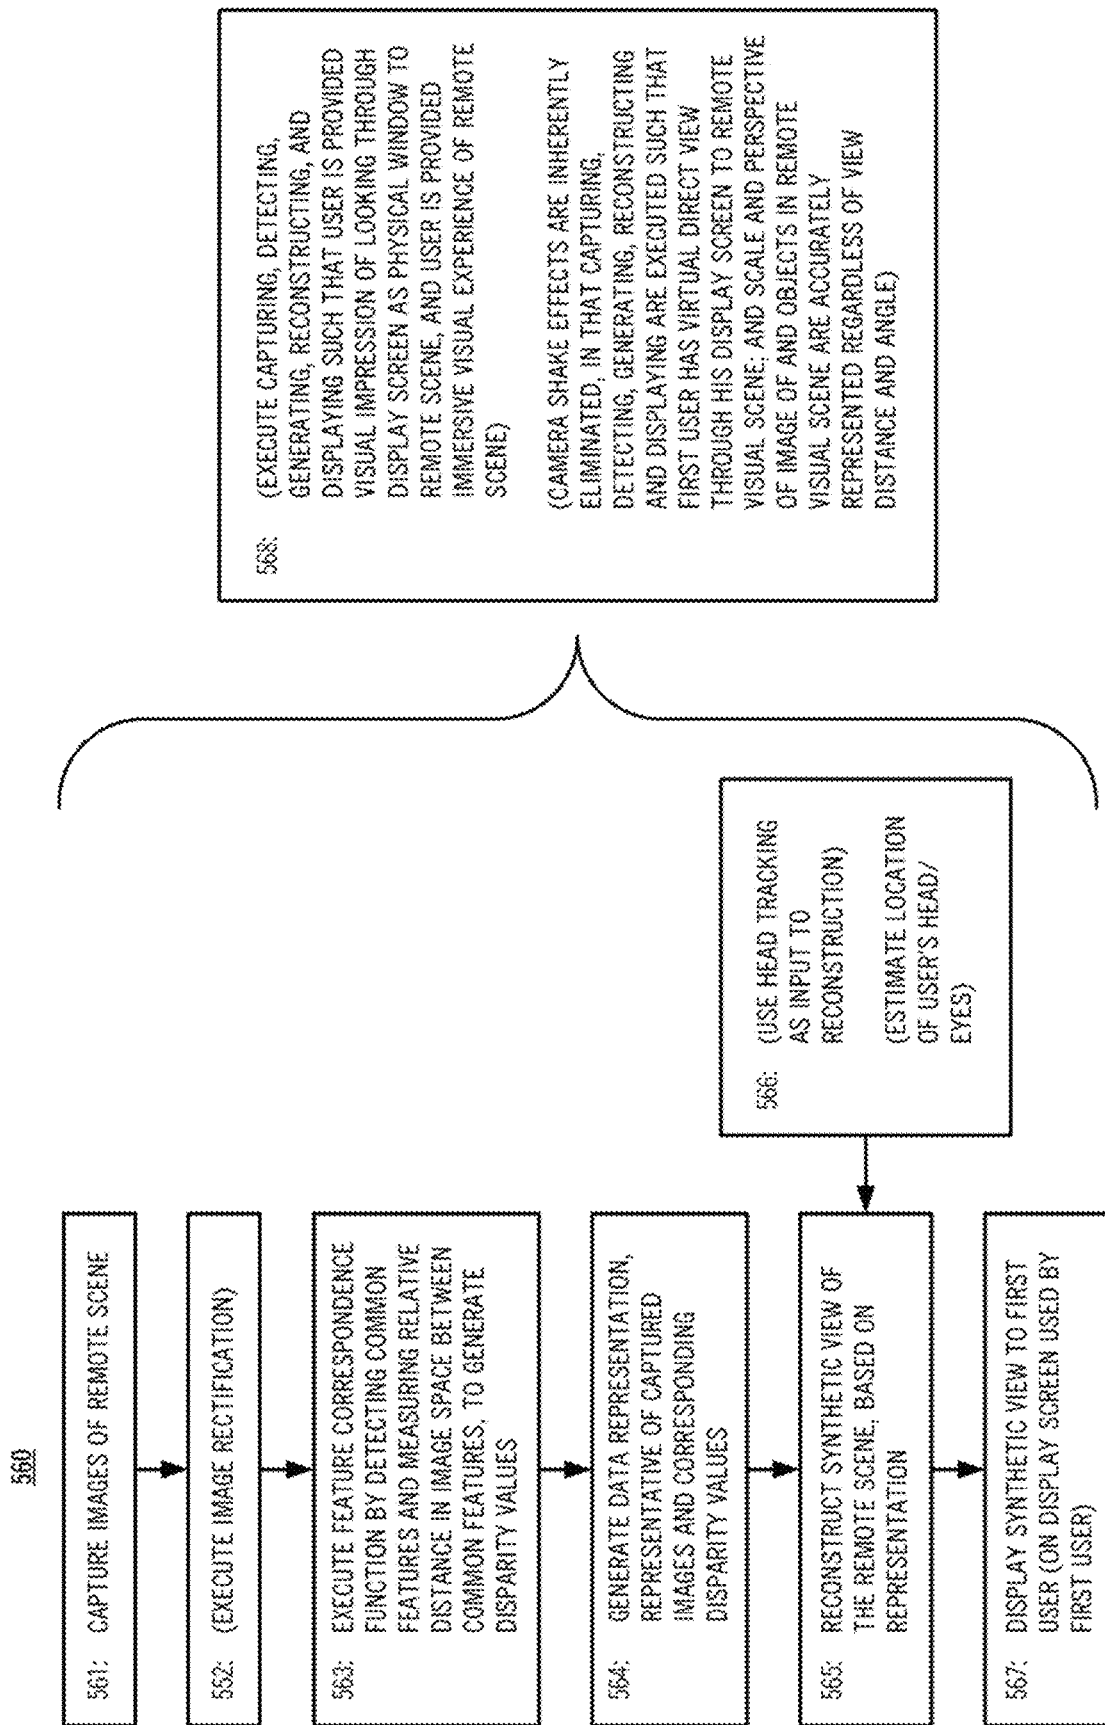 560
561: CAPTURE IMAGES OF REMOTE SCENE
552: (EXECUTE IMAGE RECTIFICATION)
563: EXECUTE FEATURE CORRESPONDENCE
FUNCTION BY DETECTING COMMON
FEATURES AND MEASURING RELATIVE
DISTANCE IN IMAGE SPACE BETWEEN
COMMON FEATURES, TO GENERATE
DISPARITY VALUES
564: GENERATE DATA REPRESENTATION,
REPRESENTATIVE OF CAPTURED
IMAGES AND CORRESPONDING
DISPARITY VALUES
565: RECONSTRUCT SYNTHETIC VIEW OF
THE REMOTE SCENE, BASED ON
REPRESENTATION
566: (USE HEAD TRACKING
AS INPUT TO
RECONSTRUCTION)
(ESTIMATE LOCATION
OF USER'S HEAD/
EYES)
567: DISPLAY SYNTHETIC VIEW TO FIRST
USER (ON DISPLAY SCREEN USED BY
FIRST USER)
568: (EXECUTE CAPTURING, DETECTING,
GENERATING, RECONSTRUCTING, AND
DISPLAYING SUCH THAT USER IS PROVIDED
VISUAL IMPRESSION OF LOOKING THROUGH
DISPLAY SCREEN AS PHYSICAL WINDOW TO
REMOTE SCENE, AND USER IS PROVIDED
IMMERSIVE VISUAL EXPERIENCE OF REMOTE
SCENE)
(CAMERA SHAKE EFFECTS ARE INHERENTLY
ELIMINATED, IN THAT CAPTURING,
DETECTING, GENERATING, RECONSTRUCTING
AND DISPLAYING ARE EXECUTED SUCH THAT
FIRST USER HAS VIRTUAL DIRECT VIEW
THROUGH HIS DISPLAY SCREEN TO REMOTE
VISUAL SCENE; AND SCALE AND PERSPECTIVE
OF IMAGE OF AND OBJECTS IN REMOTE
VISUAL SCENE ARE ACCURATELY
REPRESENTED REGARDLESS OF VIEW
DISTANCE AND ANGLE)